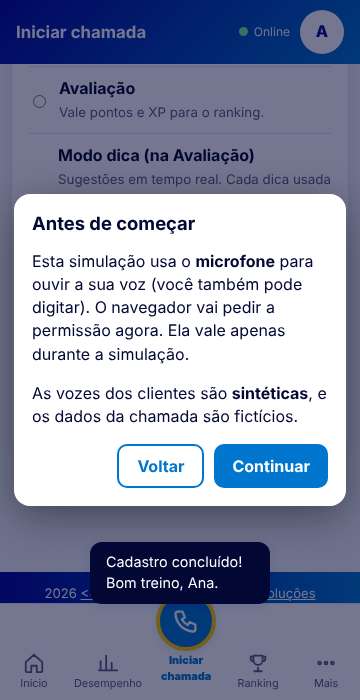 Iniciar chamada
Online
A
Avaliação
Vale pontos e XP para o ranking.
Modo dica (na Avaliação)
Sugestões em tempo real. Cada dica usada
Antes de começar
Esta simulação usa o microfone para
ouvir a sua voz (você também pode
digitar). O navegador vai pedir a
permissão agora. Ela vale apenas
durante a simulação.
As vozes dos clientes são sintéticas, e
os dados da chamada são fictícios.
Voltar
Continuar
Cadastro concluído!
Bom treino, Ana.
2026 <
Início
Desempenho
Iniciar
chamada
Ranking
Mais